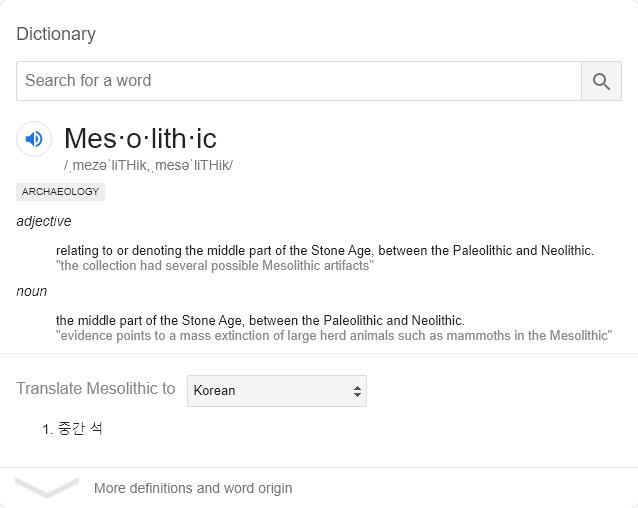 Dictionary
Search for a word
Mes·o·lith·ic
/ˌmezəˈliTHik,ˌmesəˈliTHik/
ARCHAEOLOGY
adjective
relating to or denoting the middle part of the Stone Age, between the Paleolithic and Neolithic.
"the collection had several possible Mesolithic artifacts"
noun
the middle part of the Stone Age, between the Paleolithic and Neolithic.
"evidence points to a mass extinction of large herd animals such as mammoths in the Mesolithic"
Translate Mesolithic to Korean
1. 중간 석
More definitions and word origin